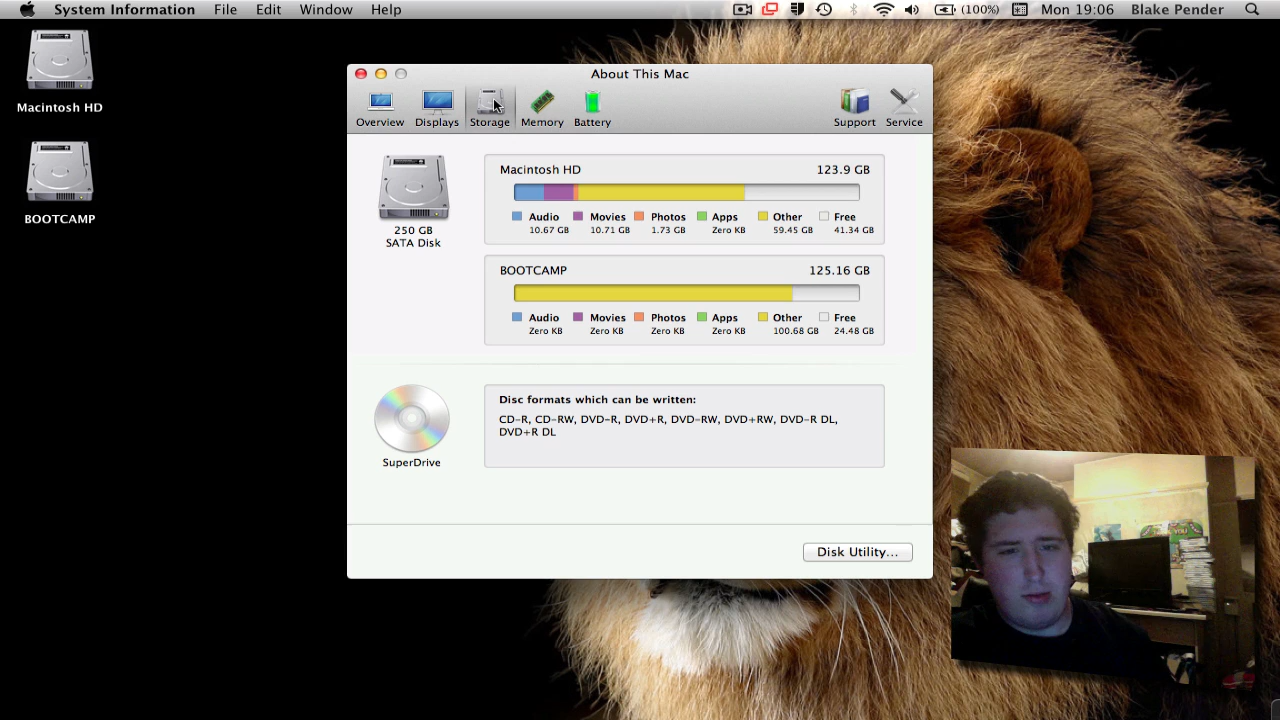 System Information File Edit Window Help (100%) Mon 19:06 Blake Pender
Macintosh HD
BOOTCAMP
About This Mac
Overview Displays Storage Memory Battery Support Service
250 GB
SATA Disk
Macintosh HD 123.9 GB
Audio Movies Photos Apps Other Free
10.67 GB 10.71 GB 1.73 GB Zero KB 59.45 GB 41.34 GB
BOOTCAMP 125.16 GB
Audio Movies Photos Apps Other Free
Zero KB Zero KB Zero KB Zero KB 100.68 GB 24.48 GB
SuperDrive
Disc formats which can be written:
CD-R, CD-RW, DVD-R, DVD+R, DVD-RW, DVD+RW, DVD-R DL,
DVD+R DL
Disk Utility...